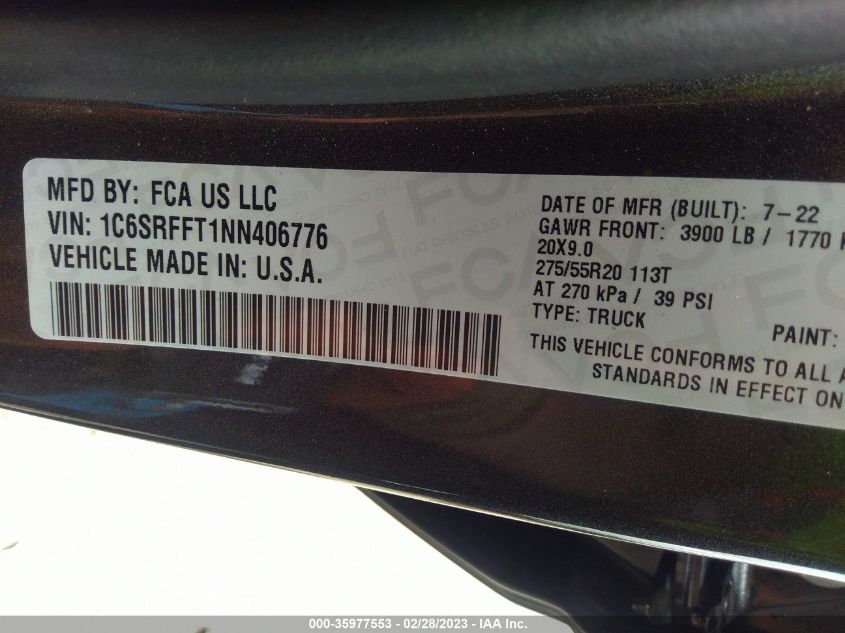 MFD BY: FCA US LLC
VIN: 1C6SRFFT1NN406776
VEHICLE MADE IN: U.S.A.
DATE OF MFR (BUILT): 7-22
GAWR FRONT: 3900 LB / 1770
20X9.0
275/55R20 113T
AT 270 kPa / 39 PSI
TYPE: TRUCK
PAINT:
THIS VEHICLE CONFORMS TO ALL
STANDARDS IN EFFECT ON
000-35977553 - 02/28/2023 - IAA Inc.